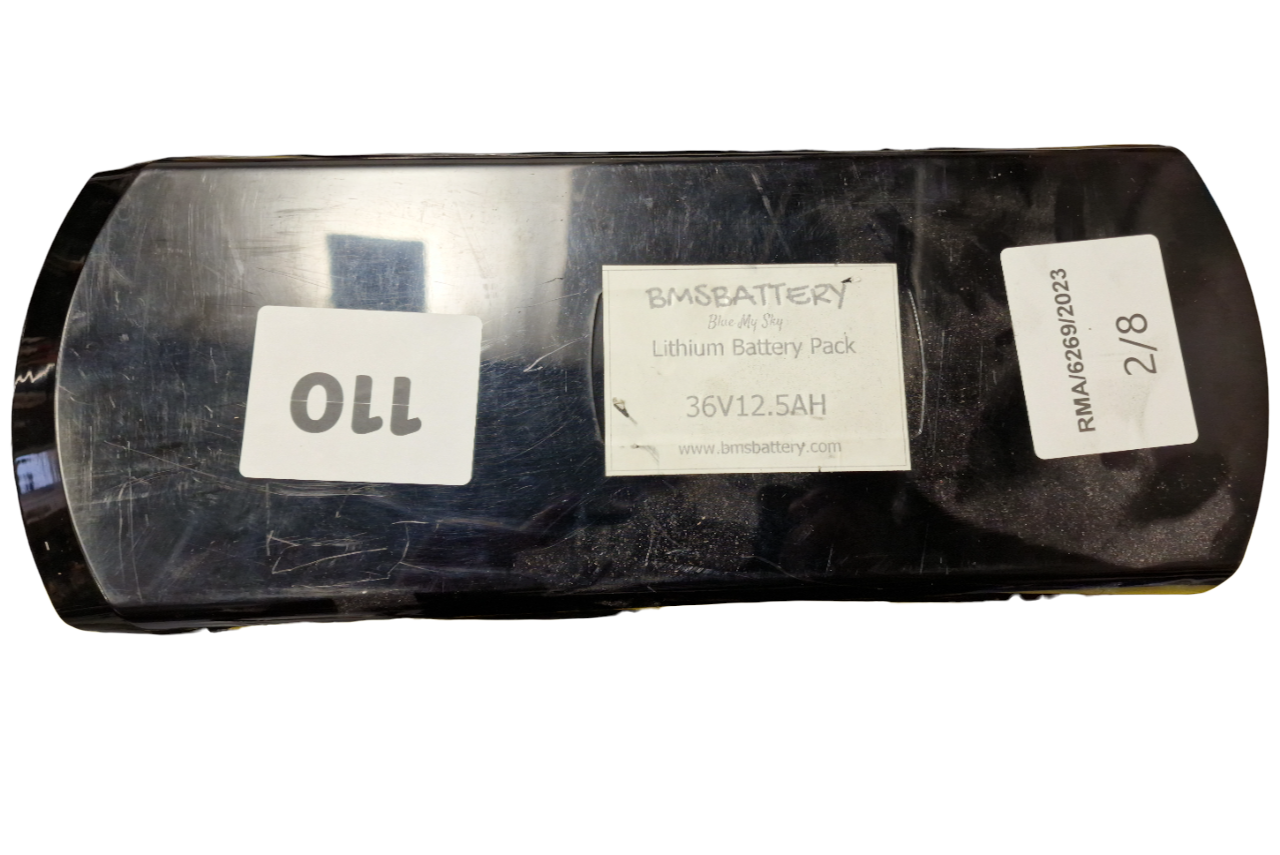 110
BMSBATTERY
Blue My Sky
Lithium Battery Pack
36V12.5AH
www.bmsbattery.com
RMA/6269/2023
2/8